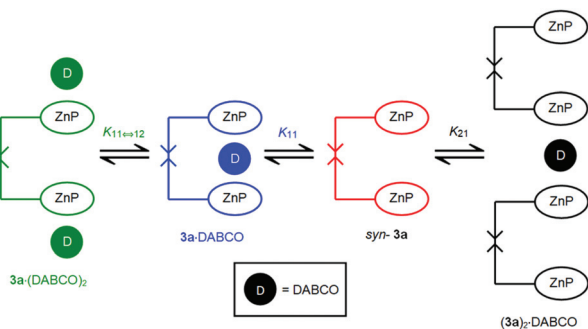 D
ZnP
ZnP
D
3a·(DABCO)₂
K₁₁⇔₁₂
ZnP
D
ZnP
3a·DABCO
K₁₁
ZnP
ZnP
syn- 3a
K₂₁
ZnP
ZnP
D
ZnP
ZnP
(3a)₂·DABCO
D = DABCO